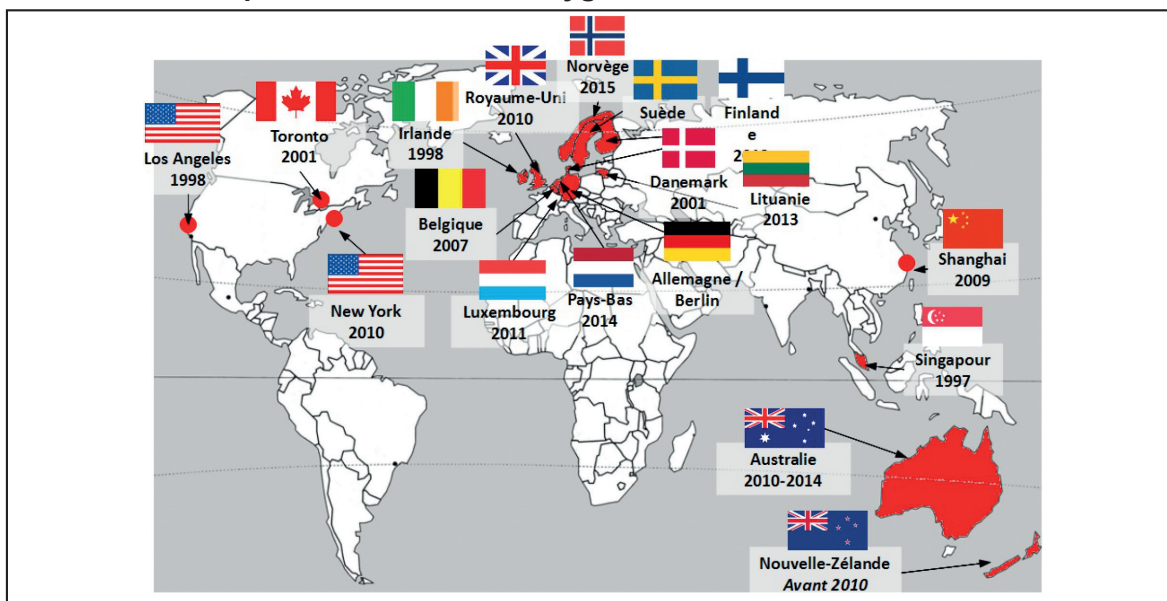 Norvège
2015
Royaume-Uni
2010
Suède
Finland
e
Toronto
2001
Irlande
1998
Los Angeles
1998
Danemark
2001
Lituanie
2013
Belgique
2007
Shanghai
2009
Allemagne /
Berlin
Pays-Bas
2014
Luxembourg
2011
New York
2010
Singapour
1997
Australie
2010-2014
Nouvelle-Zélande
Avant 2010